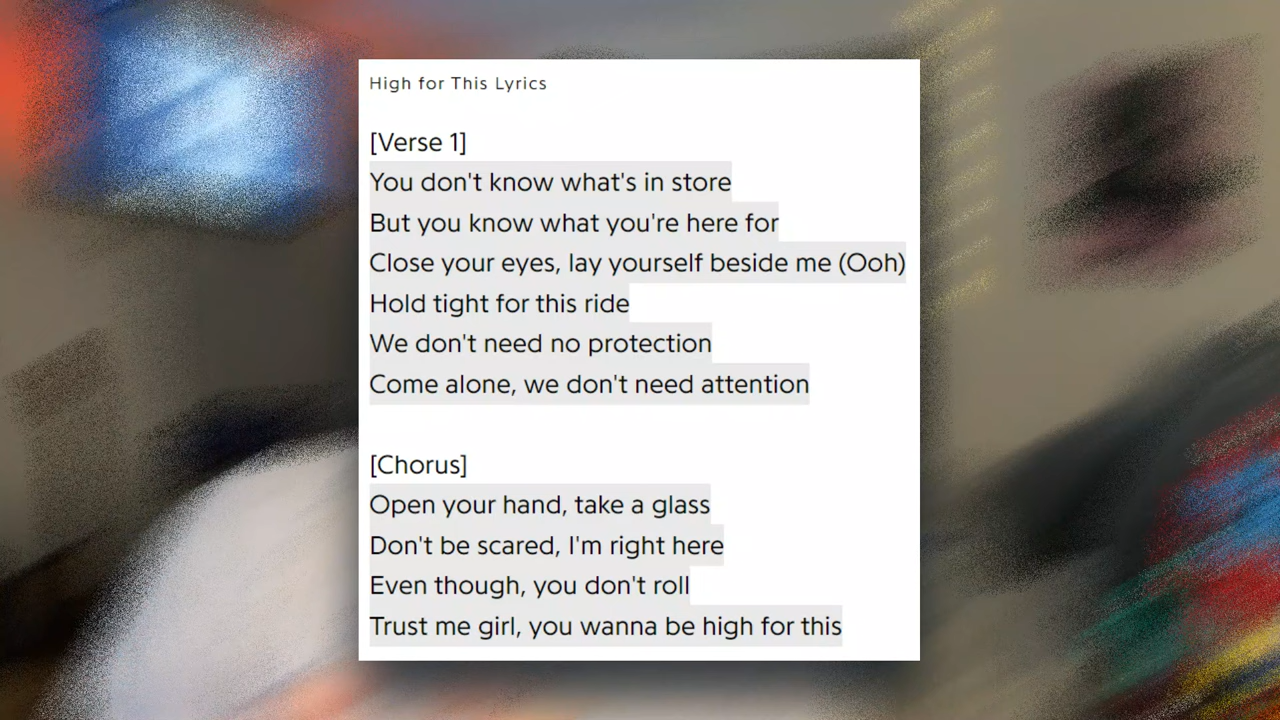 High for This Lyrics
[Verse 1]
You don't know what's in store
But you know what you're here for
Close your eyes, lay yourself beside me (Ooh)
Hold tight for this ride
We don't need no protection
Come alone, we don't need attention
[Chorus]
Open your hand, take a glass
Don't be scared, I'm right here
Even though, you don't roll
Trust me girl, you wanna be high for this